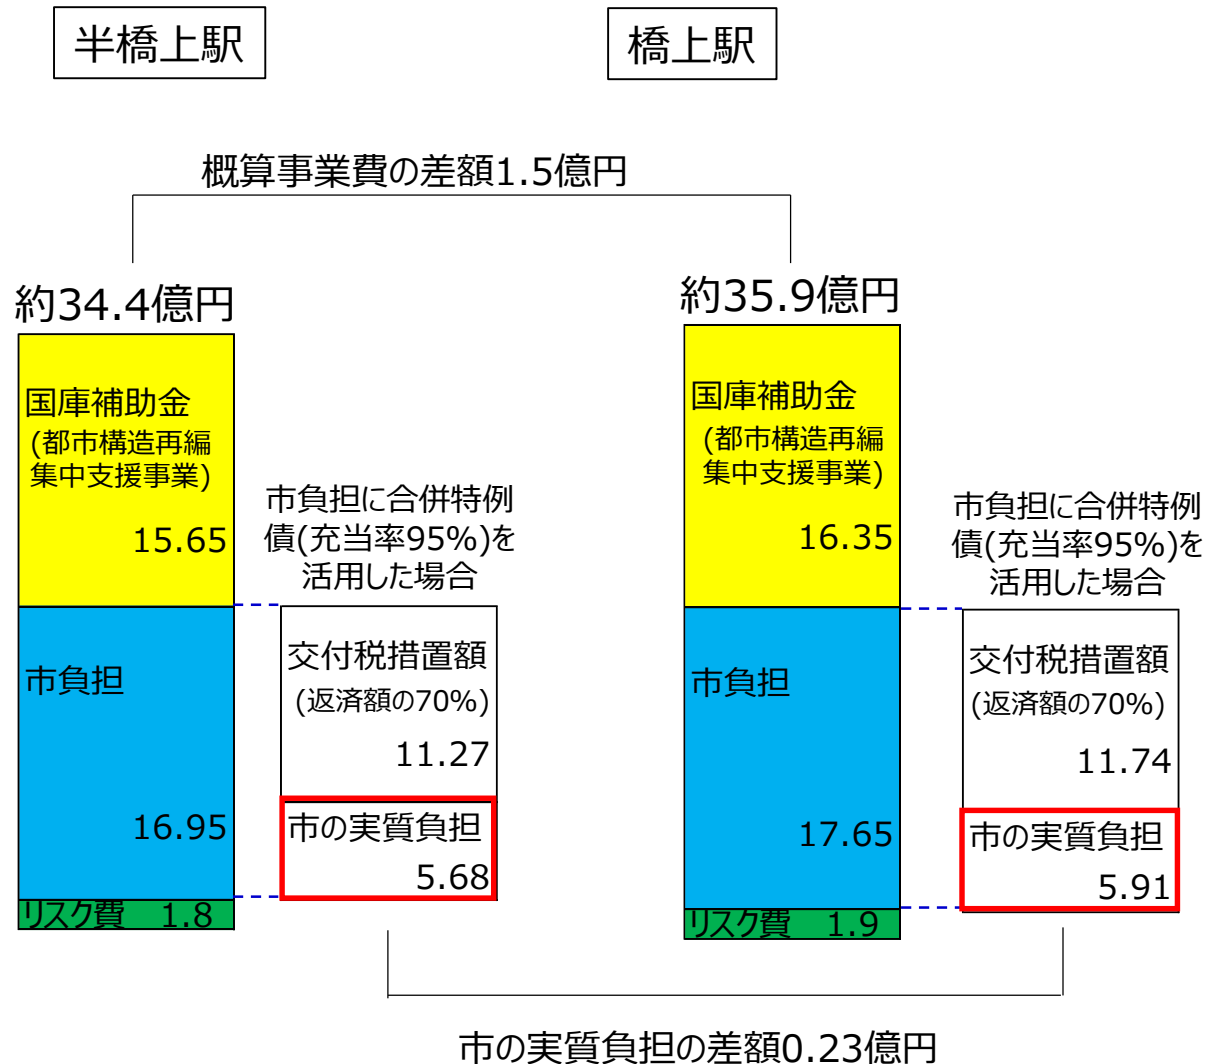 半橋上駅
橋上駅
概算事業費の差額1.5億円
約34.4億円
国庫補助金
(都市構造再編
集中支援事業)
15.65
市負担
16.95
リスク費 1.8
市負担に合併特例
債(充当率95%)を
活用した場合
交付税措置額
(返済額の70%)
11.27
市の実質負担
5.68
約35.9億円
国庫補助金
(都市構造再編
集中支援事業)
16.35
市負担
17.65
リスク費 1.9
市負担に合併特例
債(充当率95%)を
活用した場合
交付税措置額
(返済額の70%)
11.74
市の実質負担
5.91
市の実質負担の差額0.23億円